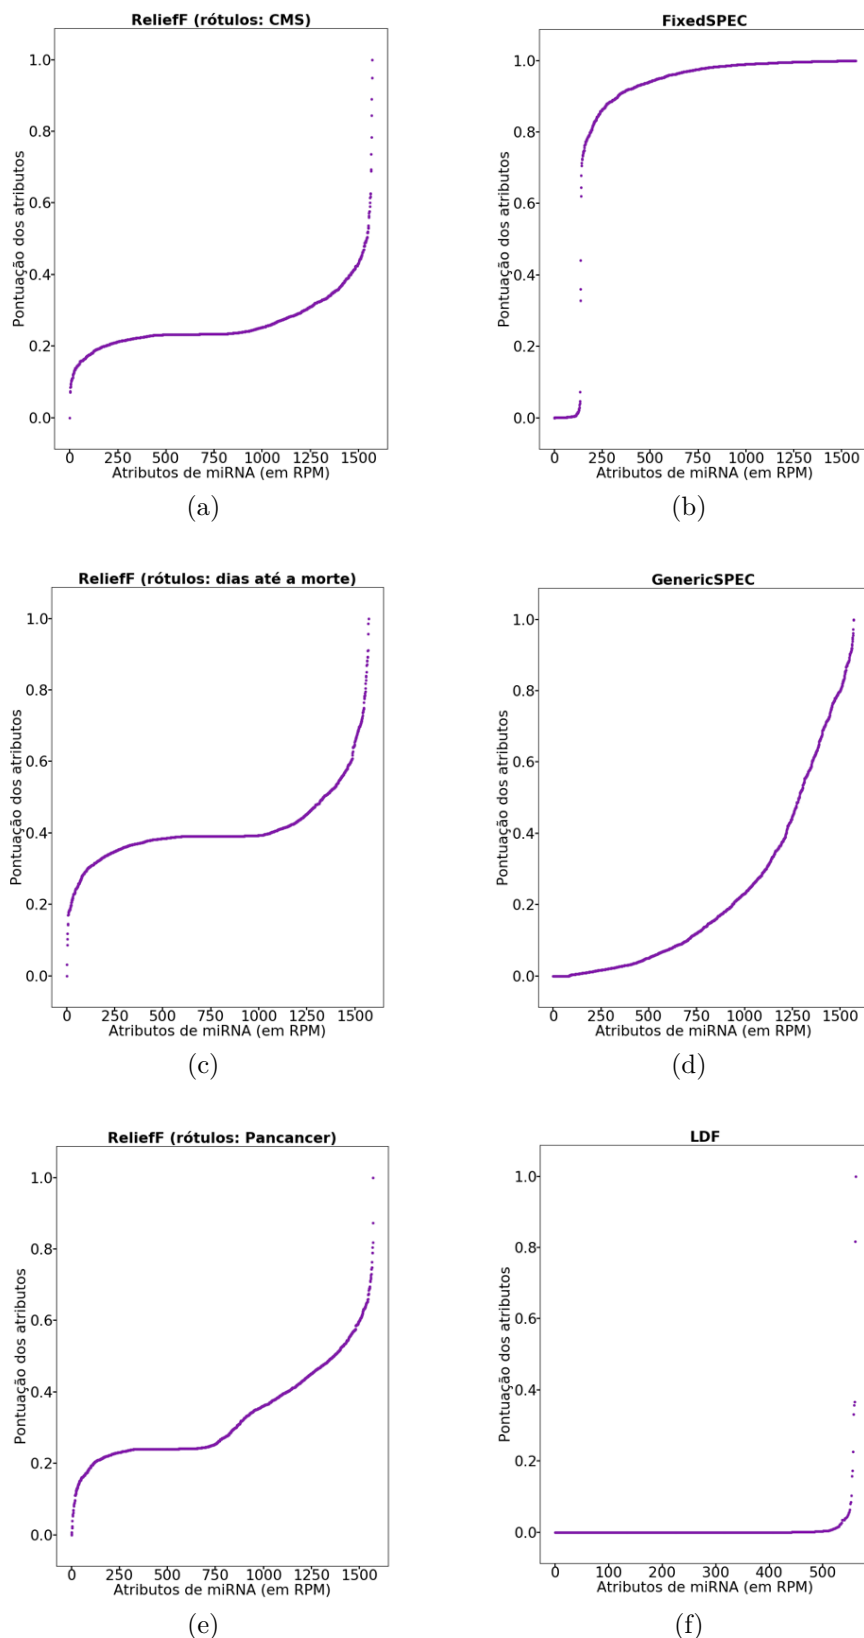 ReliefF (rótulos: CMS)
Pontuação dos atributos
1.0
0.8
0.6
0.4
0.2
0.0
0 250 500 750 1000 1250 1500
Atributos de miRNA (em RPM)
(a)
FixedSPEC
Pontuação dos atributos
1.0
0.8
0.6
0.4
0.2
0.0
0 250 500 750 1000 1250 1500
Atributos de miRNA (em RPM)
(b)
ReliefF (rótulos: dias até a morte)
Pontuação dos atributos
1.0
0.8
0.6
0.4
0.2
0.0
0 250 500 750 1000 1250 1500
Atributos de miRNA (em RPM)
(c)
GenericSPEC
Pontuação dos atributos
1.0
0.8
0.6
0.4
0.2
0.0
0 250 500 750 1000 1250 1500
Atributos de miRNA (em RPM)
(d)
ReliefF (rótulos: Pancancer)
Pontuação dos atributos
1.0
0.8
0.6
0.4
0.2
0.0
0 250 500 750 1000 1250 1500
Atributos de miRNA (em RPM)
(e)
LDF
Pontuação dos atributos
1.0
0.8
0.6
0.4
0.2
0.0
0 100 200 300 400 500
Atributos de miRNA (em RPM)
(f)